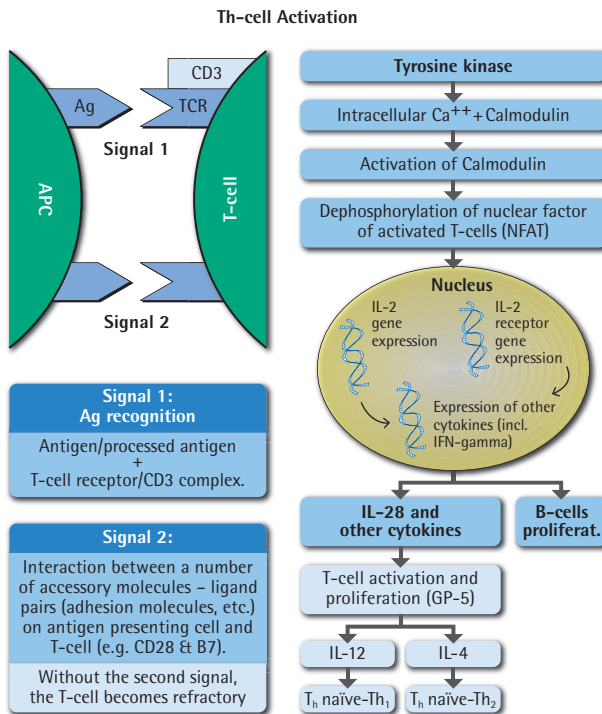 Th-cell Activation
CD3
Ag
TCR
Signal 1
APC
T-cell
Signal 2
Signal 1:
Ag recognition
Antigen/processed antigen
+
T-cell receptor/CD3 complex.
Signal 2:
Interaction between a number
of accessory molecules – ligand
pairs (adhesion molecules, etc.)
on antigen presenting cell and
T-cell (e.g. CD28 & B7).
Without the second signal,
the T-cell becomes refractory
Tyrosine kinase
Intracellular Ca⁺⁺ + Calmodulin
Activation of Calmodulin
Dephosphorylation of nuclear factor
of activated T-cells (NFAT)
Nucleus
IL-2
gene
expression
IL-2
receptor
gene
expression
Expression of other
cytokines (incl.
IFN-gamma)
IL-28 and
other cytokines
B-cells
proliferat.
T-cell activation and
proliferation (GP-5)
IL-12
IL-4
Tₕ naïve-Th₁
Tₕ naïve-Th₂